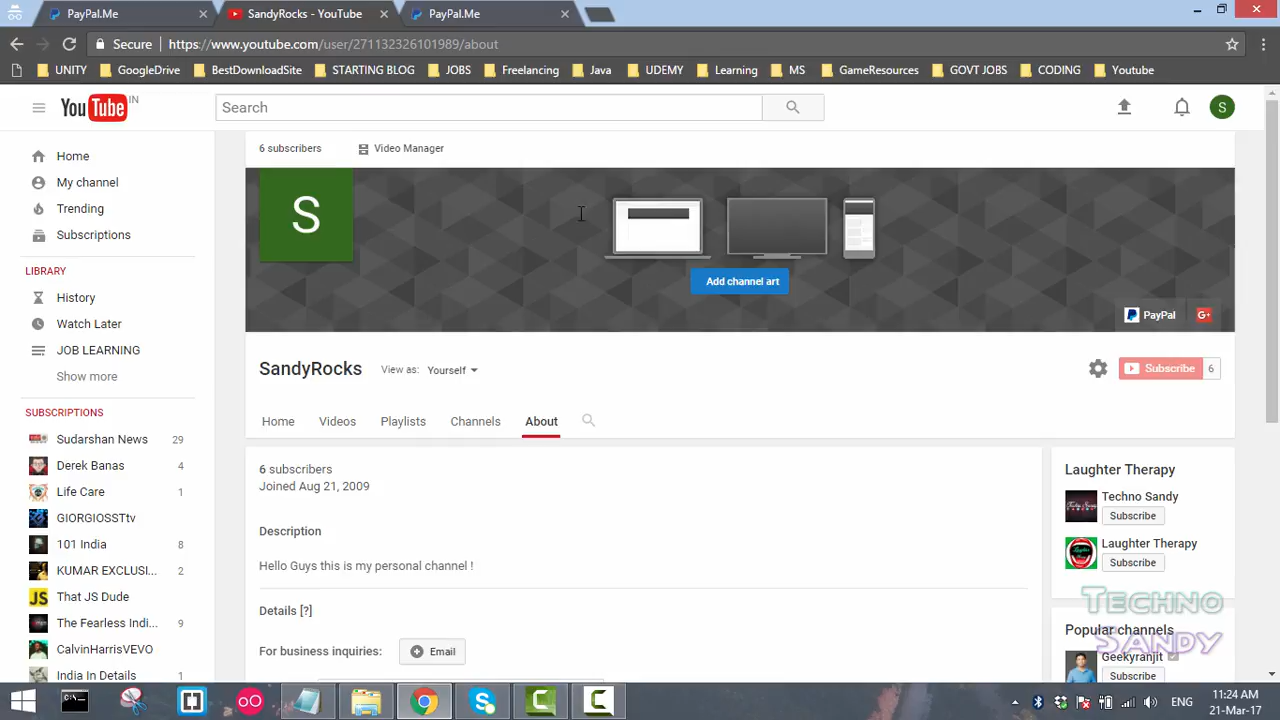 PayPal.Me
SandyRocks - YouTube
PayPal.Me
Secure
https://www.youtube.com/user/271132326101989/about
UNITY
GoogleDrive
BestDownloadSite
STARTING BLOG
JOBS
Freelancing
Java
UDEMY
Learning
MS
GameResources
GOVT JOBS
CODING
Youtube
YouTube IN
Search
S
Home
My channel
Trending
Subscriptions
LIBRARY
History
Watch Later
JOB LEARNING
Show more
SUBSCRIPTIONS
Sudarshan News 29
Derek Banas 4
Life Care 1
GIORGIOSSTtv
101 India 8
KUMAR EXCLUSI... 2
JS That JS Dude
The Fearless Indi... 9
CalvinHarrisVEVO
India In Details
6 subscribers
Video Manager
S
Add channel art
PayPal
G+
SandyRocks
View as: Yourself
Subscribe 6
Home
Videos
Playlists
Channels
About
6 subscribers
Joined Aug 21, 2009
Description
Hello Guys this is my personal channel !
Details [?]
For business inquiries:
Email
Laughter Therapy
Techno Sandy
Subscribe
Laughter Therapy
Subscribe
Popular channels
Geekyranjit
Subscribe
TECHNO
SANDY
ENG
11:24 AM
21-Mar-17